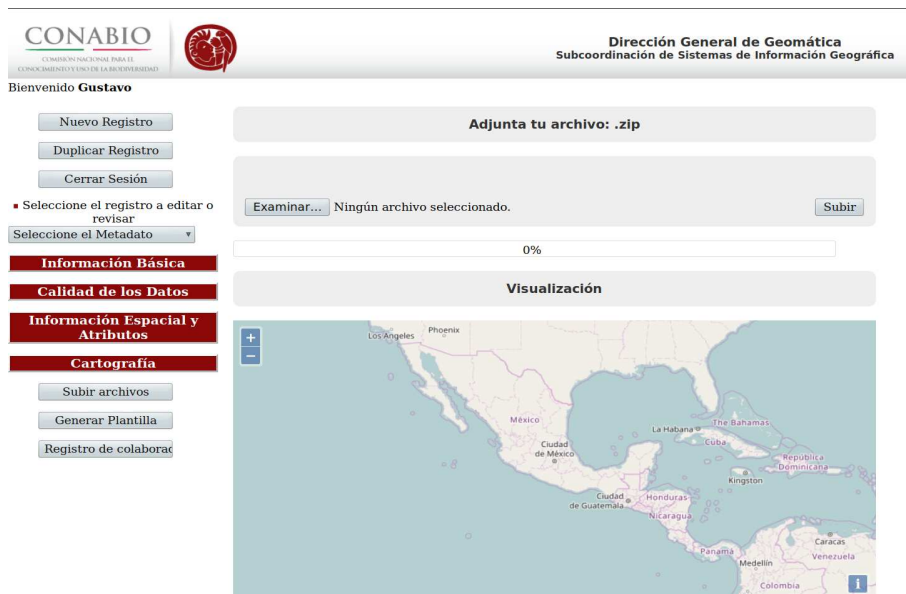 CONABIO
COMISIÓN NACIONAL PARA EL
CONOCIMIENTO Y USO DE LA BIODIVERSIDAD
Dirección General de Geomática
Subcoordinación de Sistemas de Información Geográfica
Bienvenido Gustavo
Nuevo Registro
Duplicar Registro
Cerrar Sesión
Seleccione el registro a editar o
revisar
Seleccione el Metadato
Información Básica
Calidad de los Datos
Información Espacial y
Atributos
Cartografía
Subir archivos
Generar Plantilla
Registro de colaborac
Adjunta tu archivo: .zip
Examinar... Ningún archivo seleccionado.
Subir
0%
Visualización
+
−
Los Ángeles
Phoenix
México
Ciudad
de México
La Habana
The Bahamas
Cuba
República
Dominicana
Kingston
Ciudad
de Guatemala
Honduras
Nicaragua
Panamá
Caracas
Venezuela
Medellín
Colombia
i